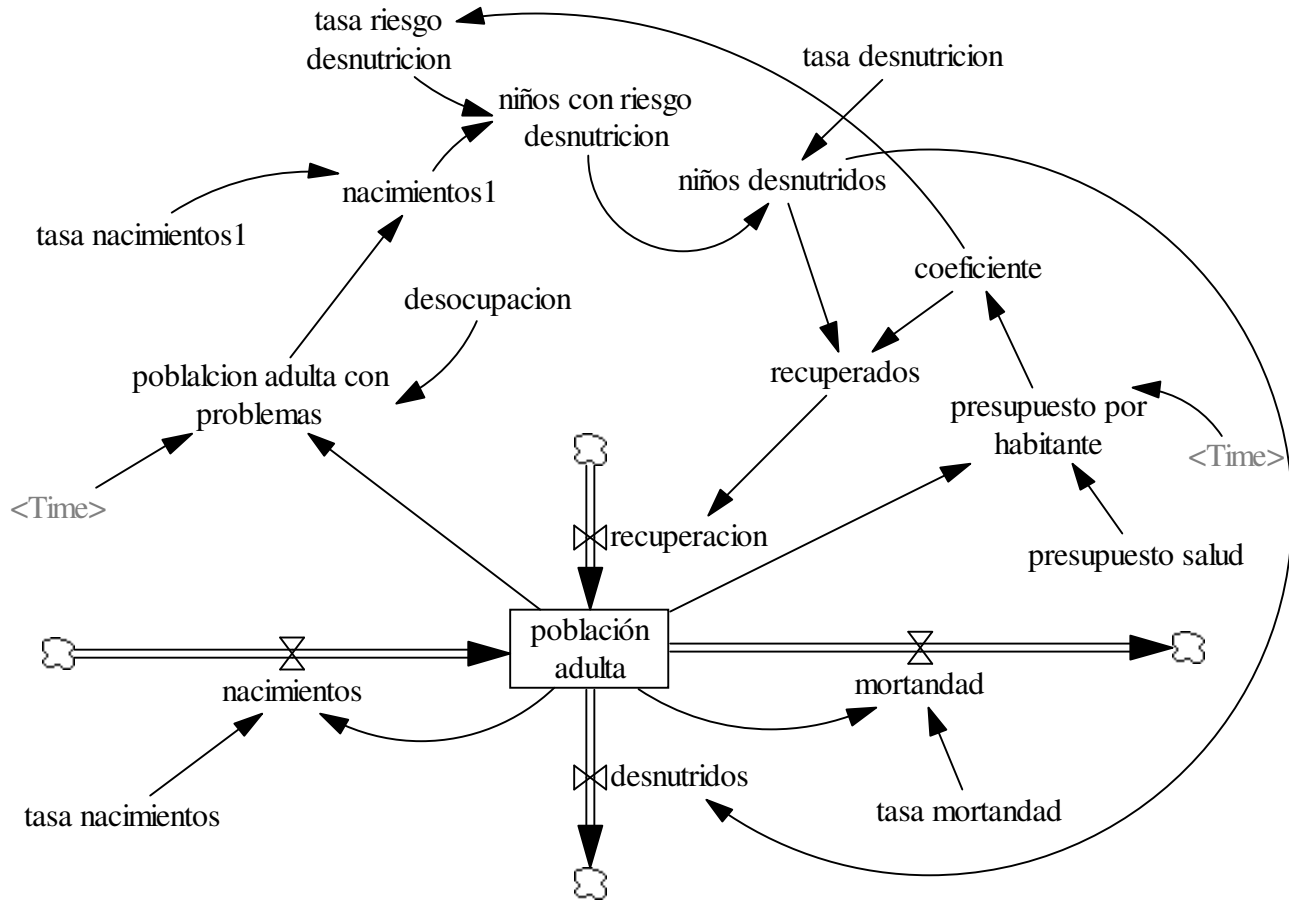 tasa riesgo
desnutricion
tasa desnutricion
niños con riesgo
desnutricion
niños desnutridos
nacimientos1
tasa nacimientos1
coeficiente
desocupacion
poblalcion adulta con
problemas
recuperados
presupuesto por
habitante
<Time>
<Time>
recuperacion
presupuesto salud
población
adulta
nacimientos
mortandad
desnutridos
tasa nacimientos
tasa mortandad